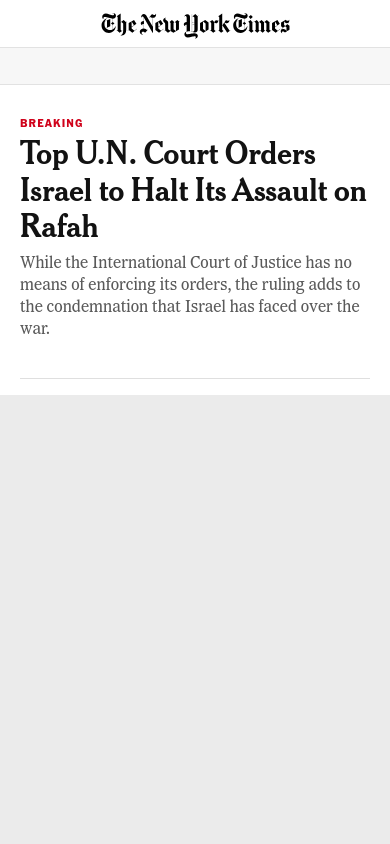 The New York Times
BREAKING
Top U.N. Court Orders
Israel to Halt Its Assault on
Rafah
While the International Court of Justice has no
means of enforcing its orders, the ruling adds to
the condemnation that Israel has faced over the
war.